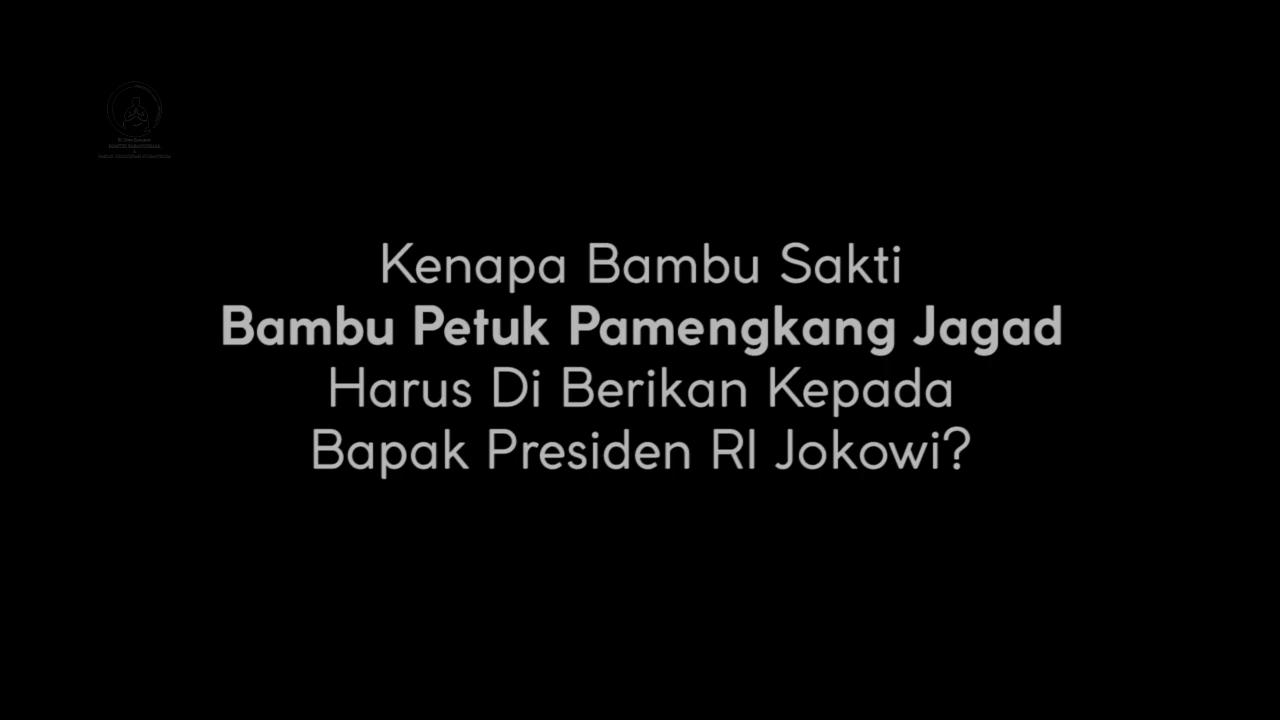 Kenapa Bambu Sakti
Bambu Petuk Pamengkang Jagad
Harus Di Berikan Kepada
Bapak Presiden RI Jokowi?